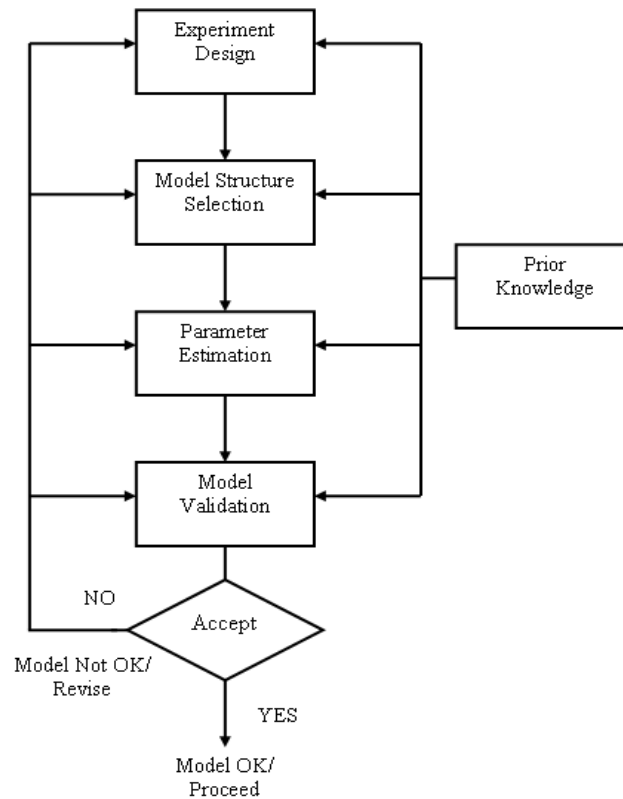 Experiment
Design
Model Structure
Selection
Prior
Knowledge
Parameter
Estimation
Model
Validation
NO
Accept
Model Not OK/
Revise
YES
Model OK/
Proceed